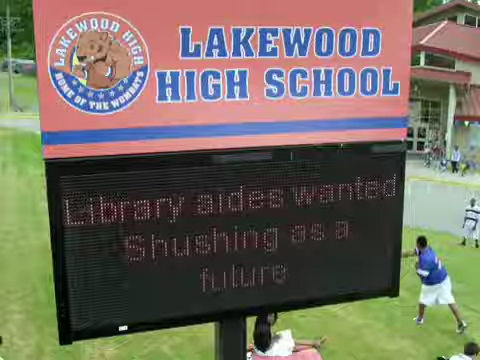 LAKEWOOD HIGH
HOME OF THE WOMBATS
LAKEWOOD
HIGH SCHOOL
Library aides wanted
Shushing as a
future